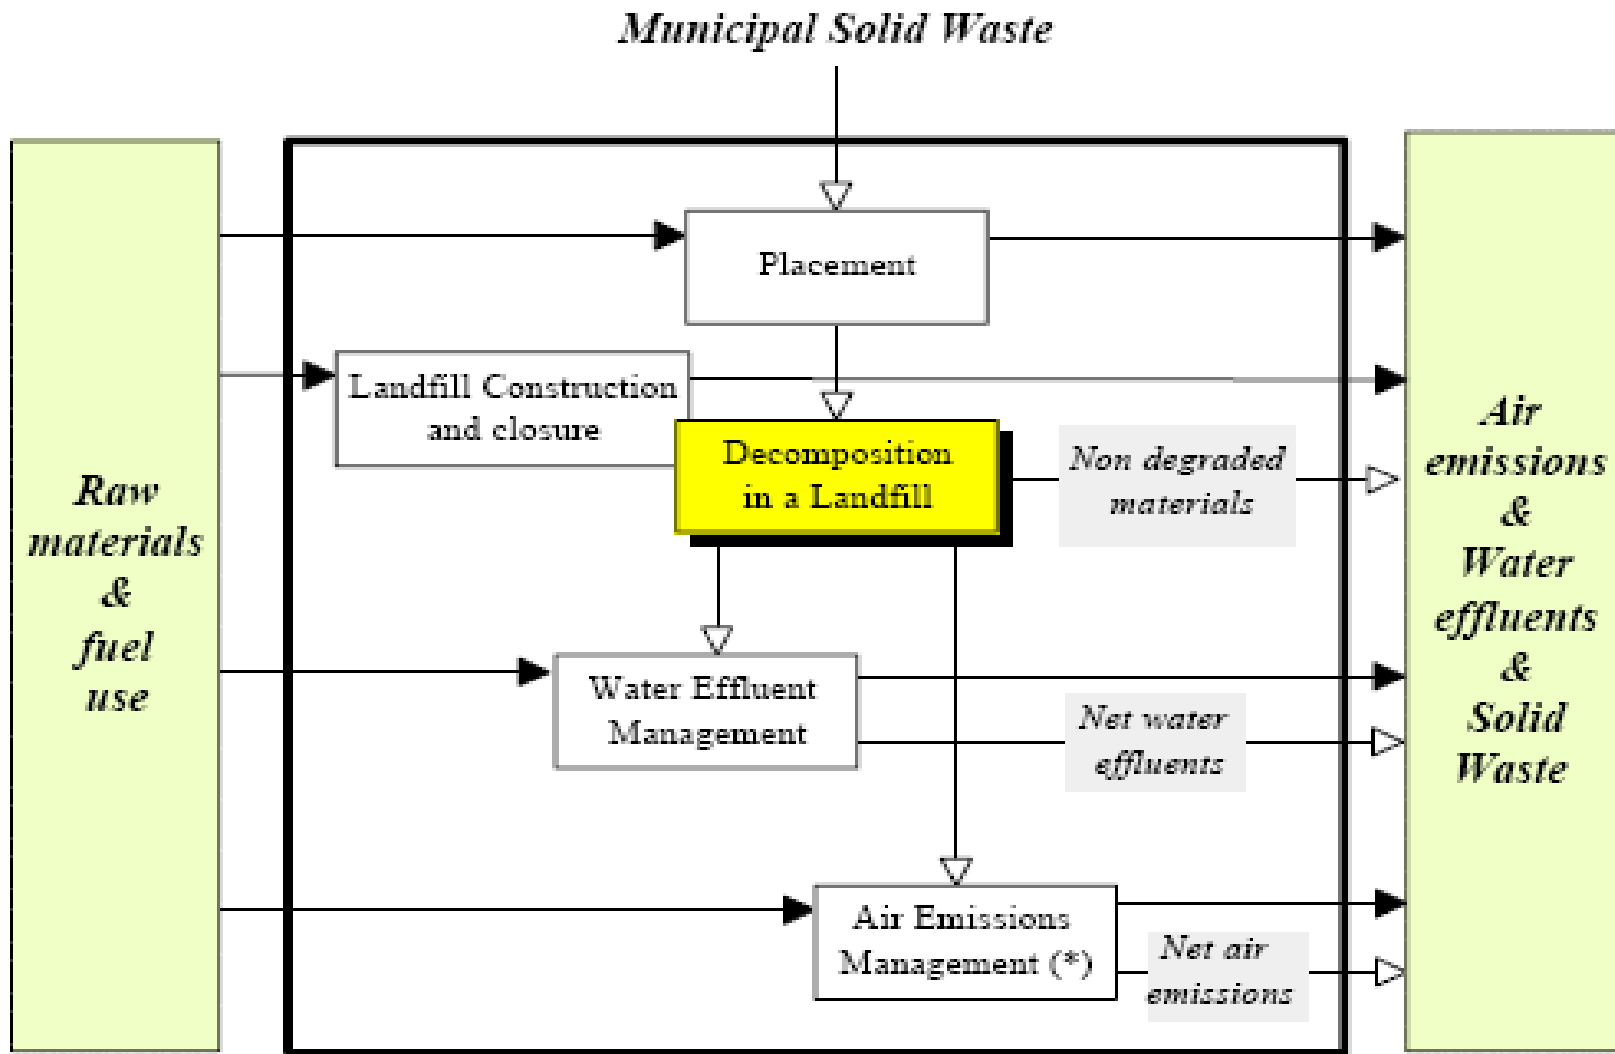 Municipal Solid Waste
Placement
Landfill Construction
and closure
Decomposition
in a Landfill
Non degraded
materials
Raw
materials
&
fuel
use
Air
emissions
&
Water
effluents
&
Solid
Waste
Water Effluent
Management
Net water
effluents
Air Emissions
Management (*)
Net air
emissions